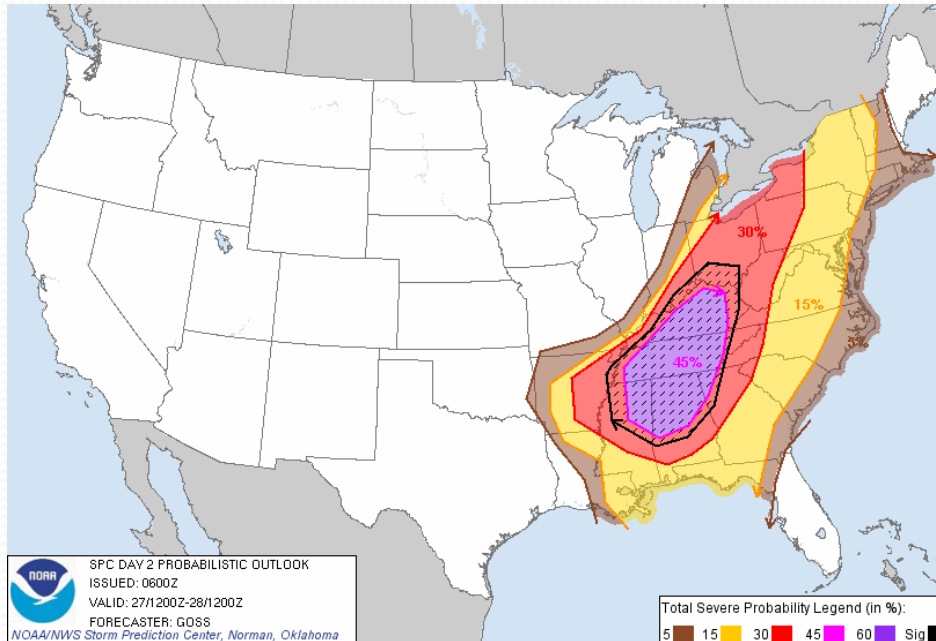 30%
15%
5%
45%
NOAA
SPC DAY 2 PROBABILISTIC OUTLOOK
ISSUED: 0600Z
VALID: 27/1200Z-28/1200Z
FORECASTER: GOSS
NOAA/NWS Storm Prediction Center, Norman, Oklahoma
Total Severe Probability Legend (in %):
5 15 30 45 60 Sig